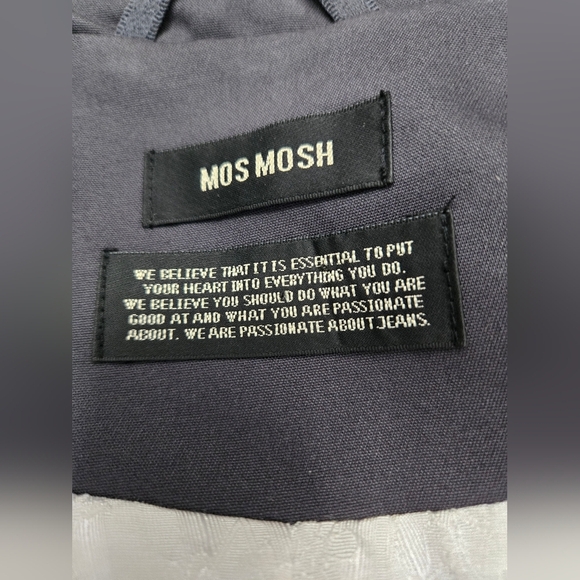 MOS MOSH
WE BELIEVE THAT IT IS ESSENTIAL TO PUT
YOUR HEART INTO EVERYTHING YOU DO.
WE BELIEVE YOU SHOULD DO WHAT YOU ARE
GOOD AT AND WHAT YOU ARE PASSIONATE
ABOUT. WE ARE PASSIONATE ABOUT JEANS.